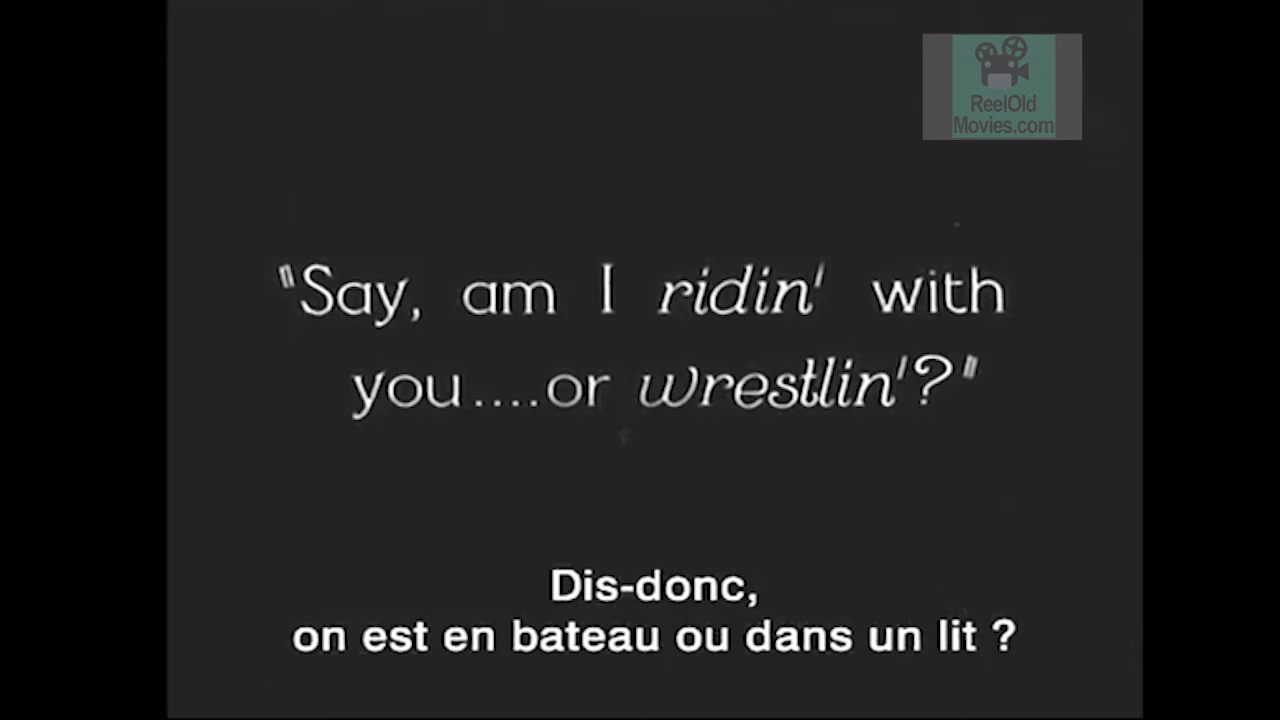 ReelOld
Movies.com
"Say, am I ridin' with
you....or wrestlin'?"
Dis-donc,
on est en bateau ou dans un lit ?